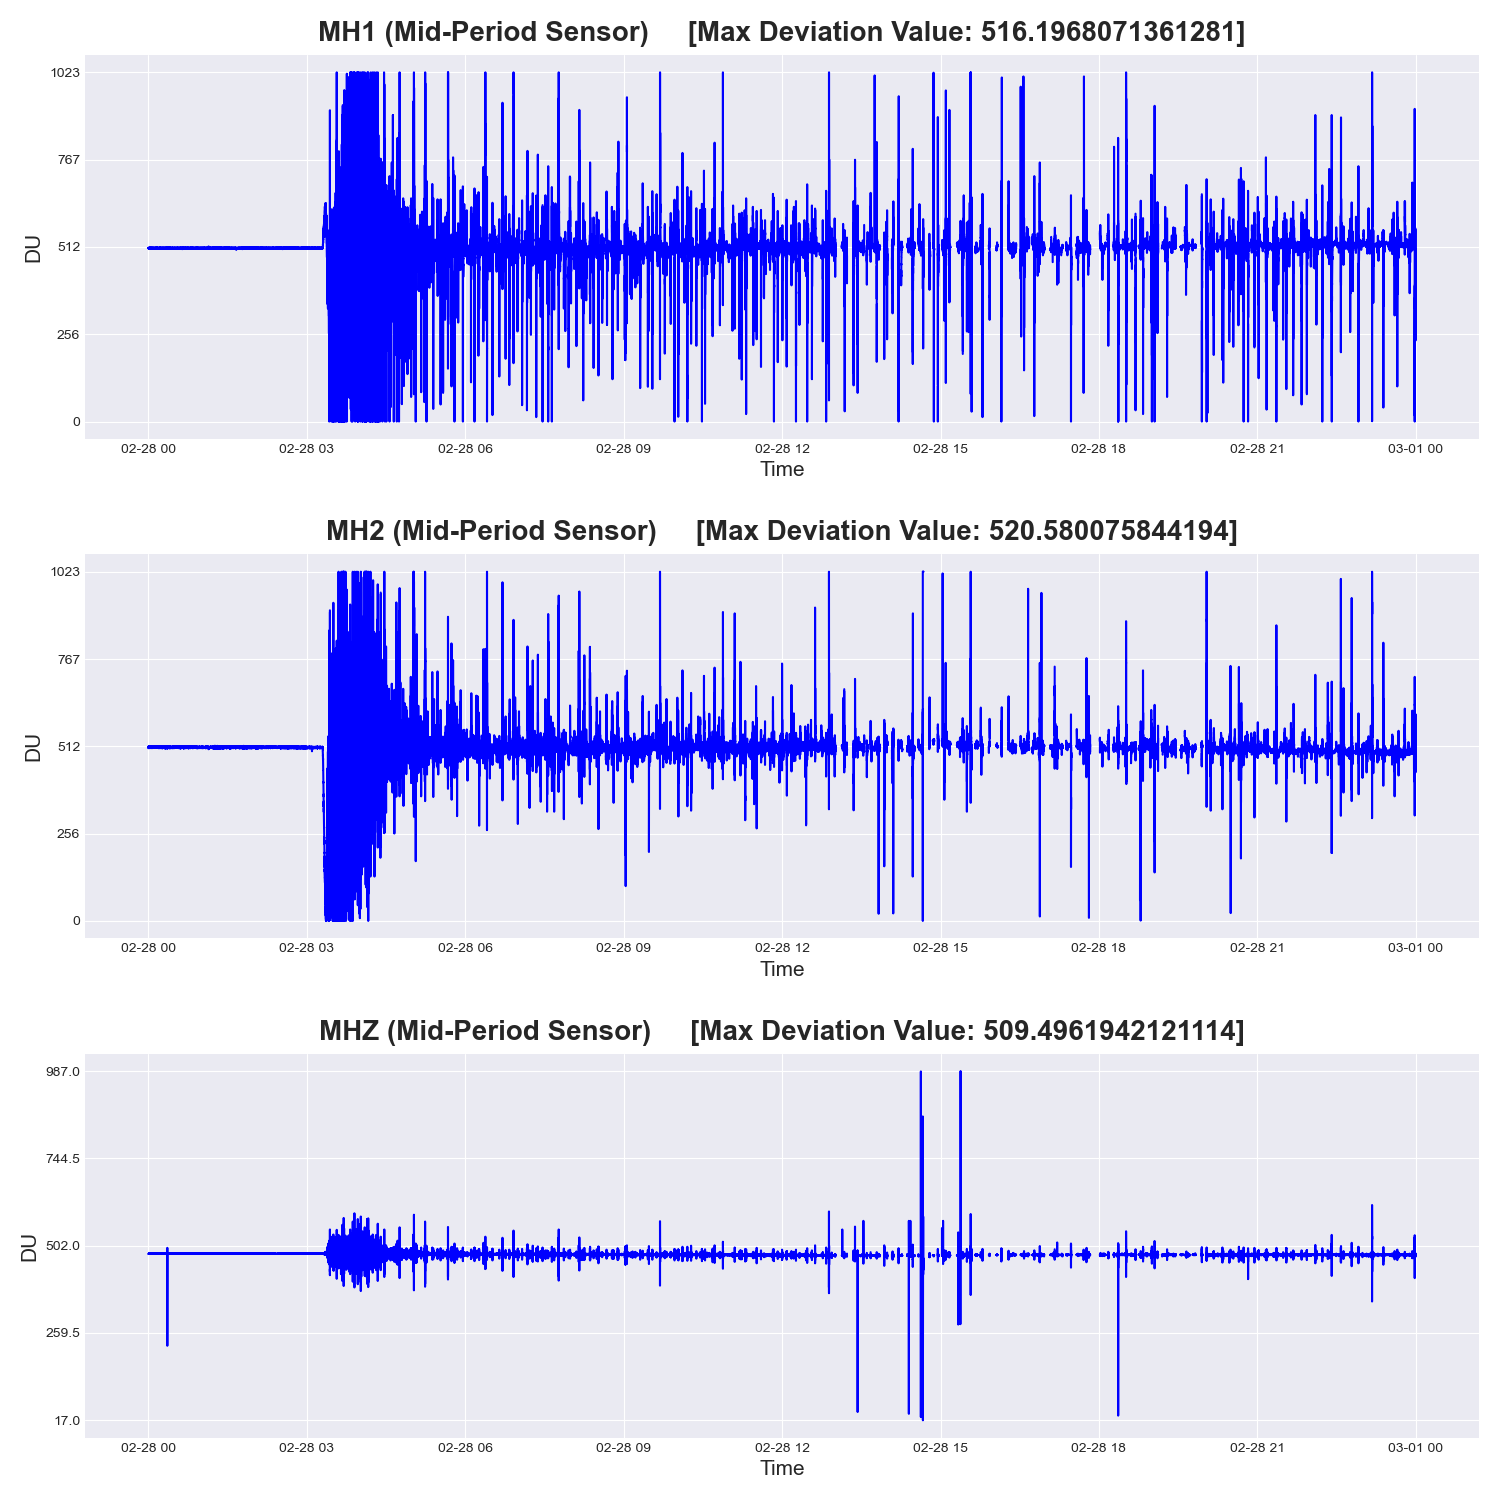 MH1 (Mid-Period Sensor) [Max Deviation Value: 516.1968071361281]
1023
767
512
256
0
DU
02-28 00 02-28 03 02-28 06 02-28 09 02-28 12 02-28 15 02-28 18 02-28 21 03-01 00
Time
MH2 (Mid-Period Sensor) [Max Deviation Value: 520.580075844194]
1023
767
512
256
0
DU
02-28 00 02-28 03 02-28 06 02-28 09 02-28 12 02-28 15 02-28 18 02-28 21 03-01 00
Time
MHZ (Mid-Period Sensor) [Max Deviation Value: 509.4961942121114]
987.0
744.5
502.0
259.5
17.0
DU
02-28 00 02-28 03 02-28 06 02-28 09 02-28 12 02-28 15 02-28 18 02-28 21 03-01 00
Time